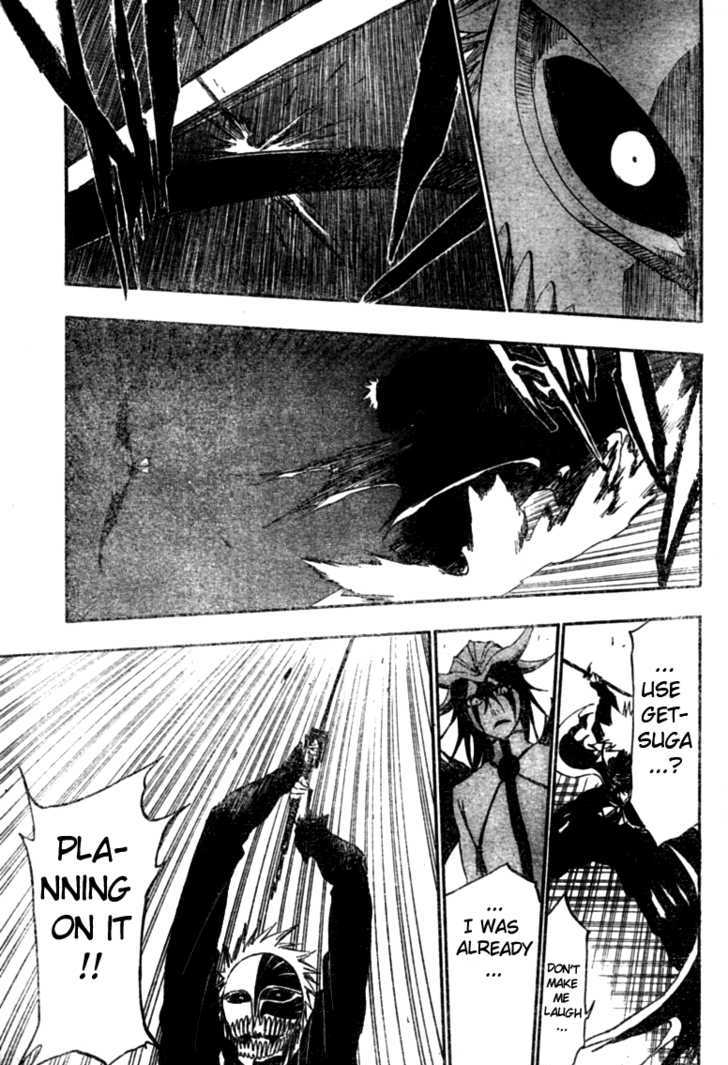 ...
USE
GET-
SUGA
...?
DON'T
MAKE
ME
LAUGH
...
...
I WAS
ALREADY
...
PLA-
NNING
ON IT
!!